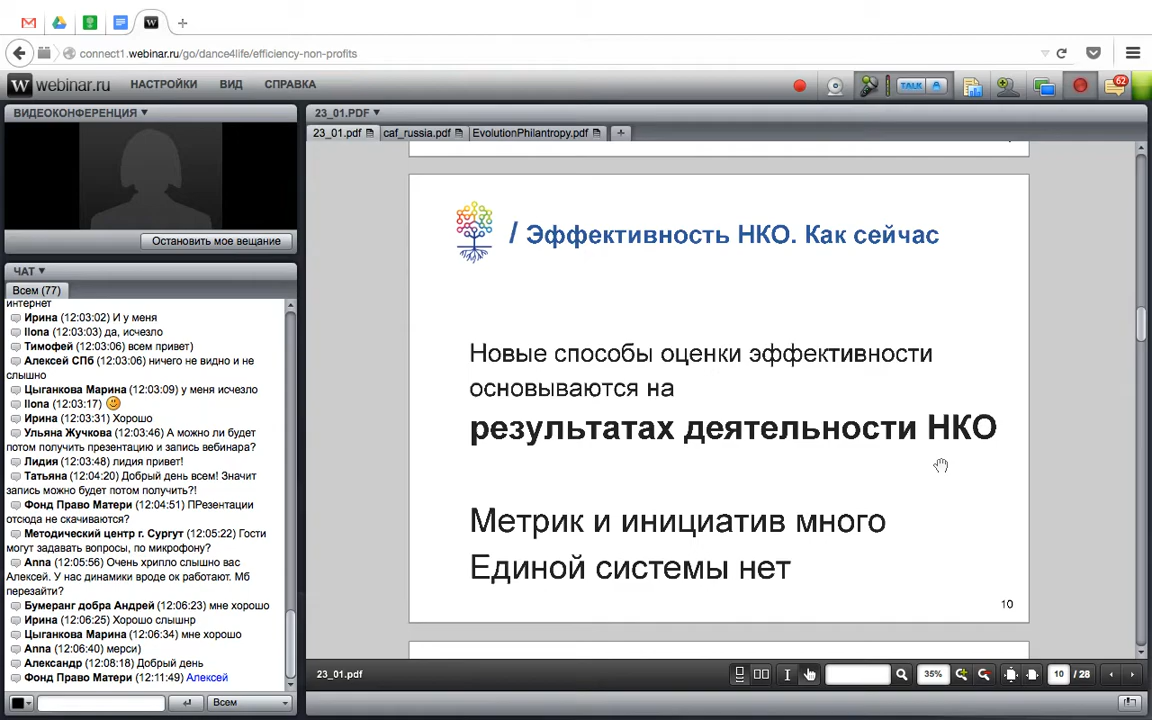 W
connect1.webinar.ru/go/dance4life/efficiency-non-profits
W webinar.ru НАСТРОЙКИ ВИД СПРАВКА TALK A 62
ВИДЕОКОНФЕРЕНЦИЯ
Остановить мое вещание
ЧАТ
Всем (77)
интернет
Ирина (12:03:02) И у меня
Ilona (12:03:03) да, исчезло
Тимофей (12:03:06) всем привет)
Алексей СПб (12:03:06) ничего не видно и не
слышно
Цыганкова Марина (12:03:09) у меня исчезло
Ilona (12:03:17)
Ирина (12:03:31) Хорошо
Ульяна Жучкова (12:03:46) А можно ли будет
потом получить презентацию и запись вебинара?
Лидия (12:03:48) лидия привет!
Татьяна (12:04:20) Добрый день всем! Значит
запись можно будет потом получить?!
Фонд Право Матери (12:04:51) ПРезентации
отсюда не скачиваются?
Методический центр г. Сургут (12:05:22) Гости
могут задавать вопросы, по микрофону?
Anna (12:05:56) Очень хрипло слышно вас
Алексей. У нас динамики вроде ок работают. Мб
перезайти?
Бумеранг добра Андрей (12:06:23) мне хорошо
Ирина (12:06:25) Хорошо слышнр
Цыганкова Марина (12:06:34) мне хорошо
Anna (12:06:40) мерси)
Александр (12:08:18) Добрый день
Фонд Право Матери (12:11:49) Алексей
Всем
23_01.PDF
23_01.pdf caf_russia.pdf EvolutionPhilantropy.pdf +
/ Эффективность НКО. Как сейчас
Новые способы оценки эффективности
основываются на
результатах деятельности НКО
Метрик и инициатив много
Единой системы нет
10
23_01.pdf 35% 10 / 28